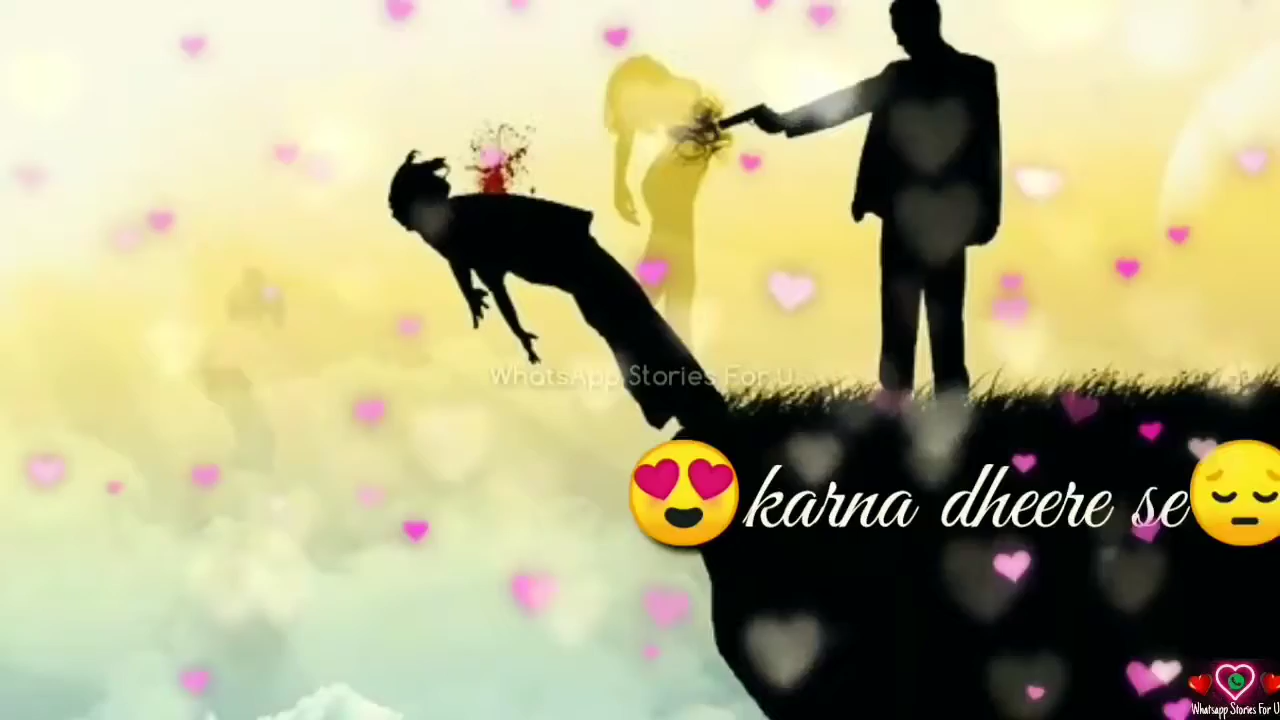 WhatsApp Stories For U
😍karna dheere se😔
Whatsapp Stories For U